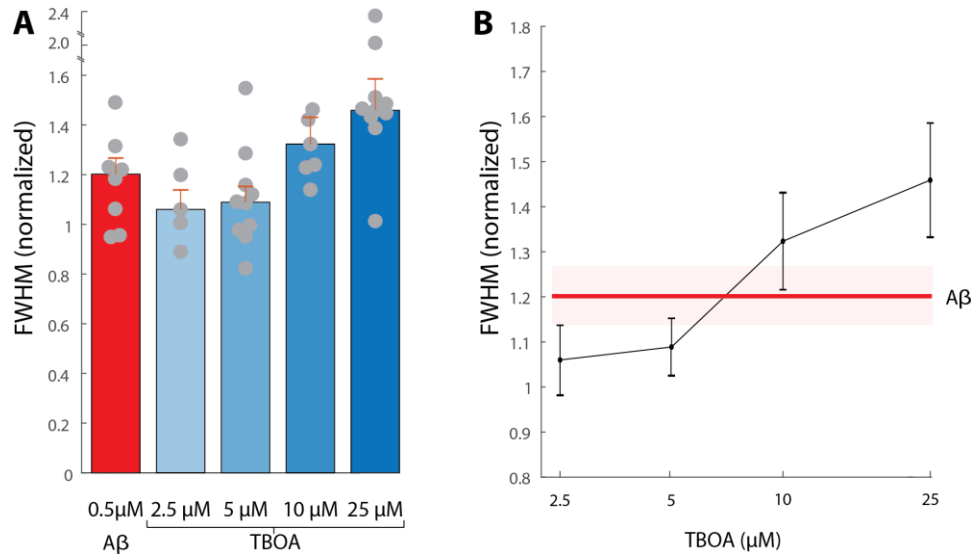 A
FWHM (normalized)
2.4
2.0
1.6
1.4
1.2
1
0.8
1.2
0.4
0.2
0
0.5μM
2.5 μM
5 μM
10 μM
25 μM
Aβ
TBOA
B
FWHM (normalized)
1.8
1.7
1.6
1.5
1.4
1.3
1.2
1.1
1
0.9
0.8
2.5
5
10
25
TBOA (μM)
Aβ